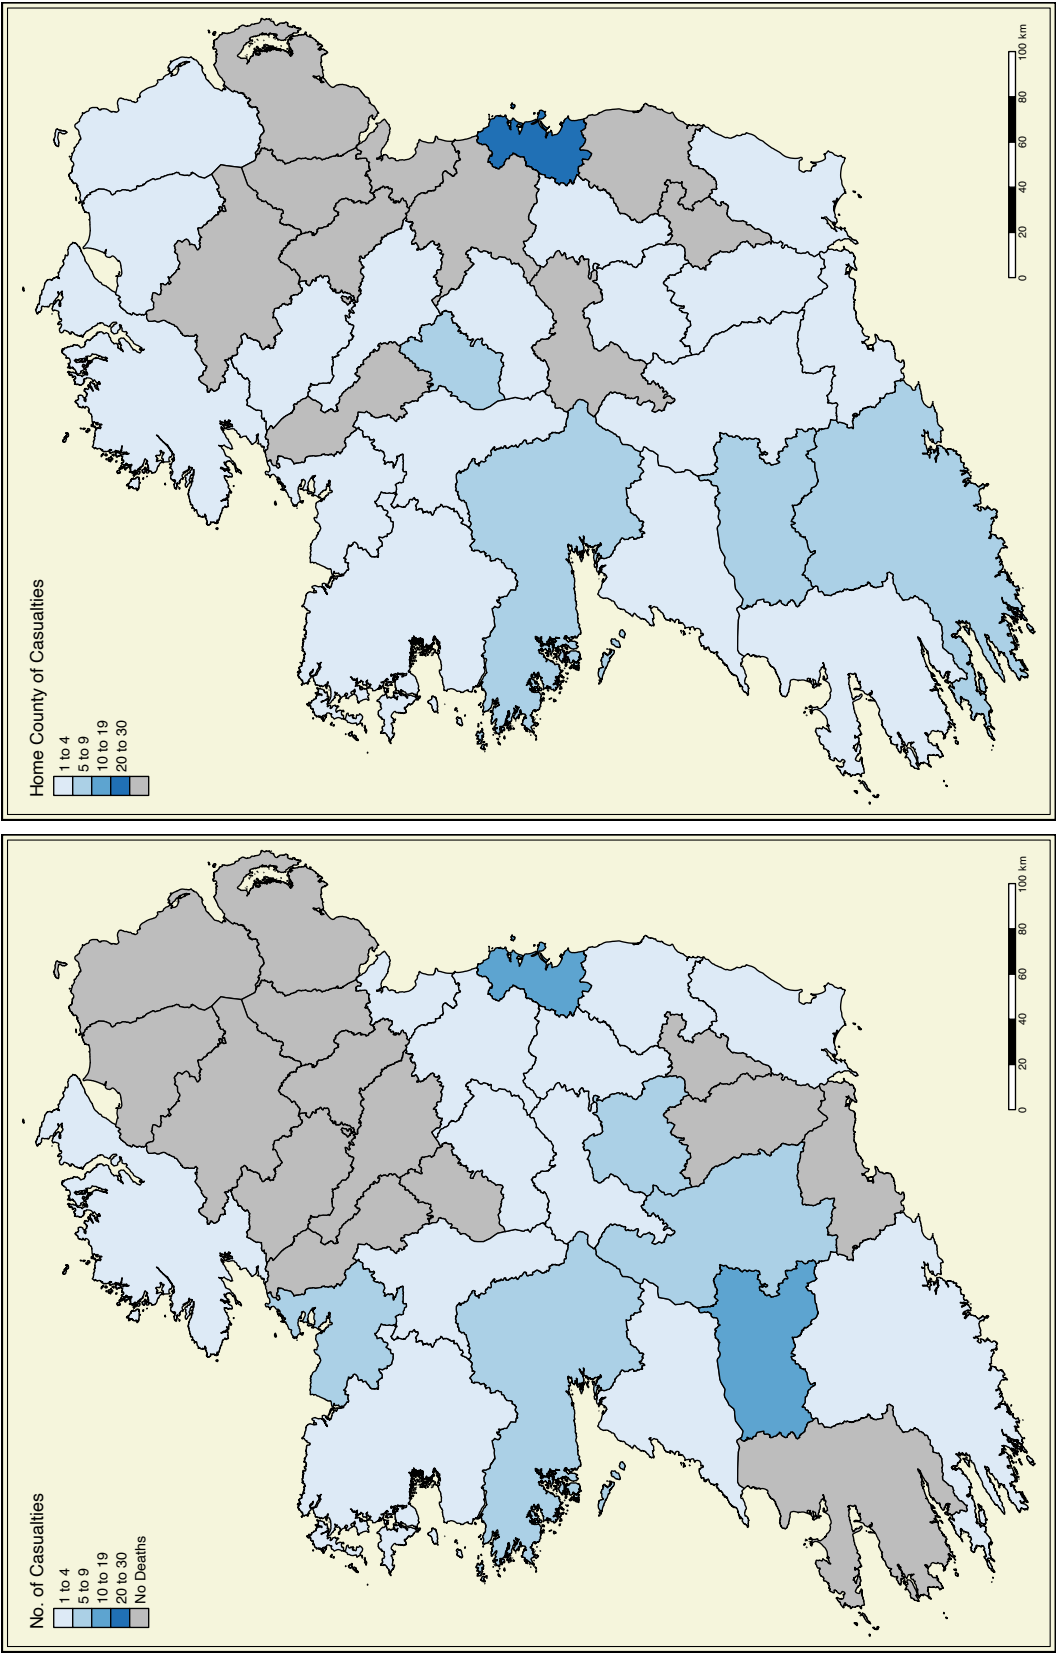 No. of Casualties
1 to 4
5 to 9
10 to 19
20 to 30
No Deaths
0
20
40
60
80
100 km
Home County of Casualties
1 to 4
5 to 9
10 to 19
20 to 30
0
20
40
60
80
100 km